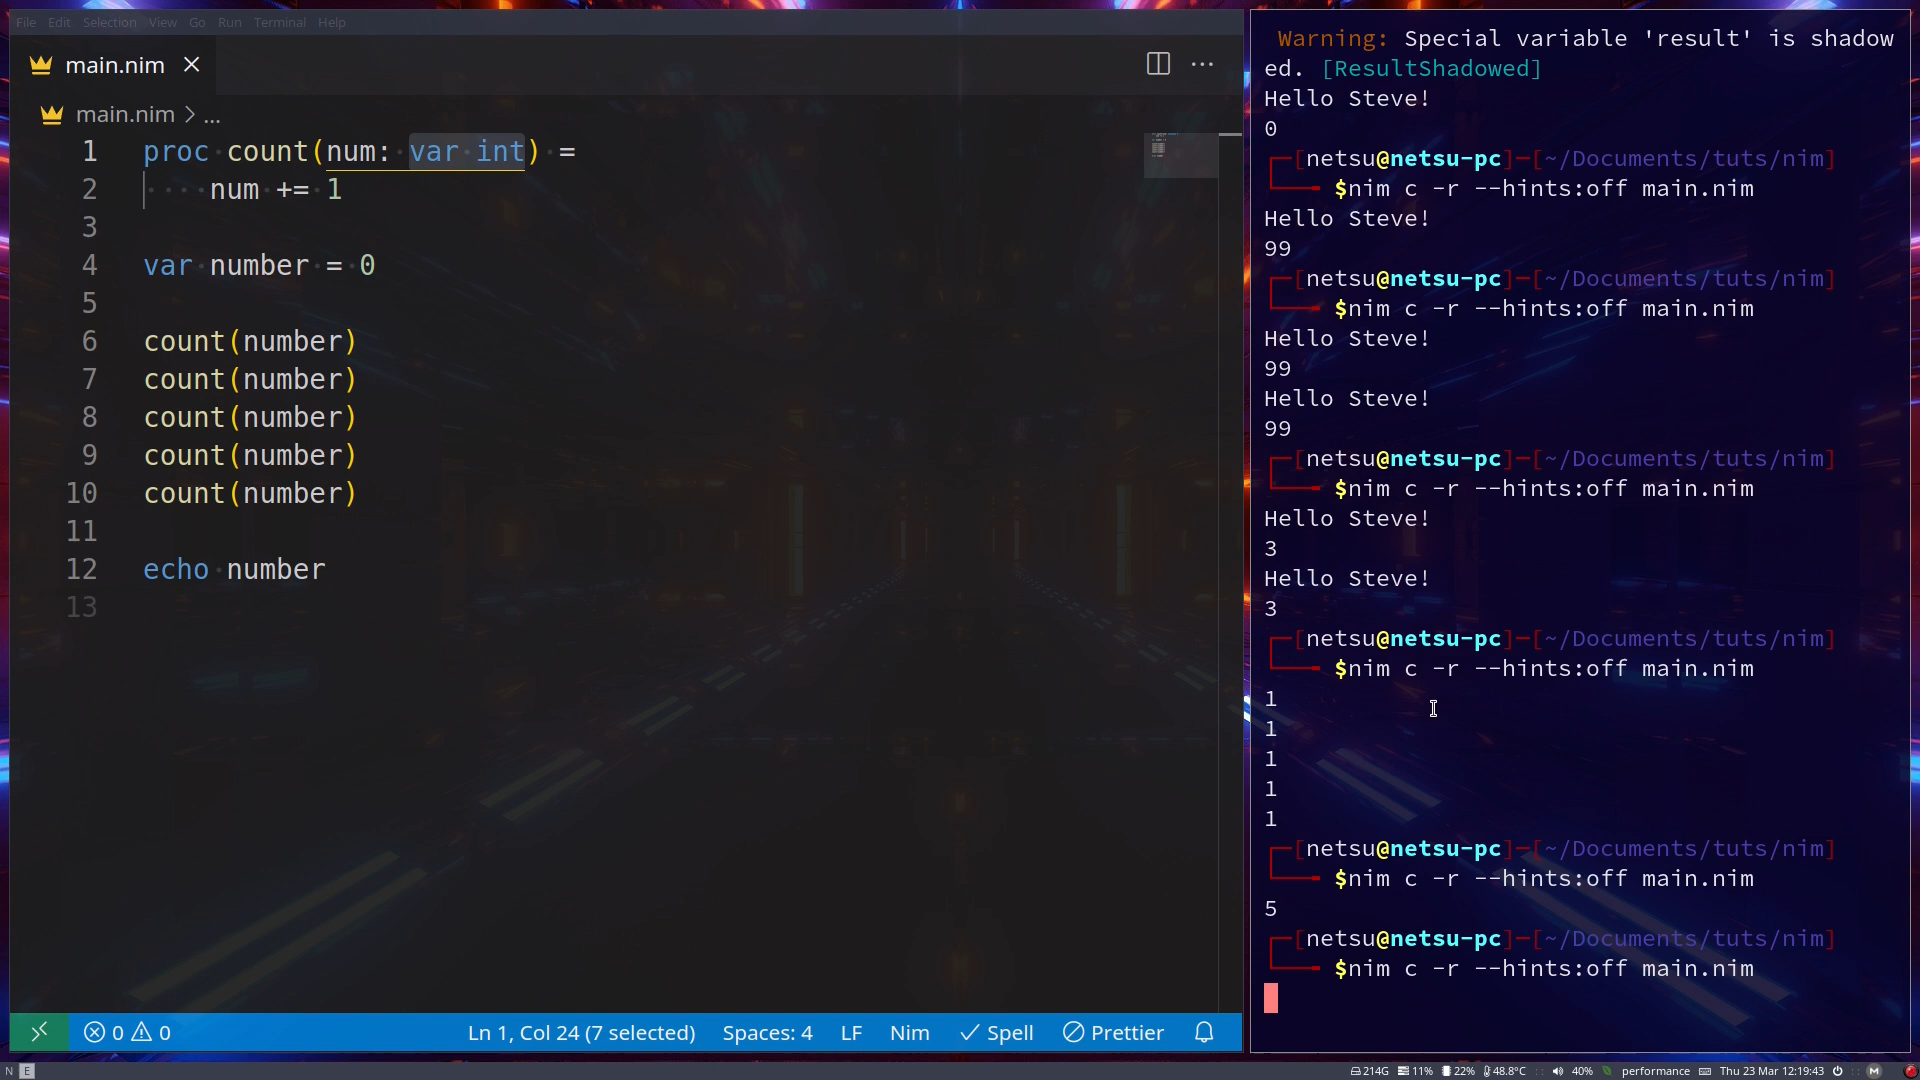 File Edit Selection View Go Run Terminal Help
main.nim
main.nim > ...
1 proc count(num: var int) =
2 ····num += 1
3
4 var number = 0
5
6 count(number)
7 count(number)
8 count(number)
9 count(number)
10 count(number)
11
12 echo number
13
0 0 Ln 1, Col 24 (7 selected) Spaces: 4 LF Nim Spell Prettier
Warning: Special variable 'result' is shadow
ed. [ResultShadowed]
Hello Steve!
0
[netsu@netsu-pc]─[~/Documents/tuts/nim]
$nim c -r --hints:off main.nim
Hello Steve!
99
[netsu@netsu-pc]─[~/Documents/tuts/nim]
$nim c -r --hints:off main.nim
Hello Steve!
99
Hello Steve!
99
[netsu@netsu-pc]─[~/Documents/tuts/nim]
$nim c -r --hints:off main.nim
Hello Steve!
3
Hello Steve!
3
[netsu@netsu-pc]─[~/Documents/tuts/nim]
$nim c -r --hints:off main.nim
1
1
1
1
1
[netsu@netsu-pc]─[~/Documents/tuts/nim]
$nim c -r --hints:off main.nim
5
[netsu@netsu-pc]─[~/Documents/tuts/nim]
$nim c -r --hints:off main.nim
N E 214G 11% 22% 48.8°C 40% performance Thu 23 Mar 12:19:43 M